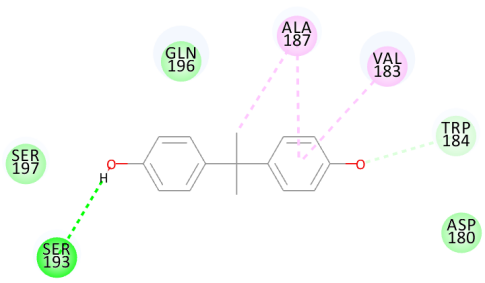 ALA
187
GLN
196
VAL
183
TRP
184
SER
197
O
H
O
ASP
180
SER
193